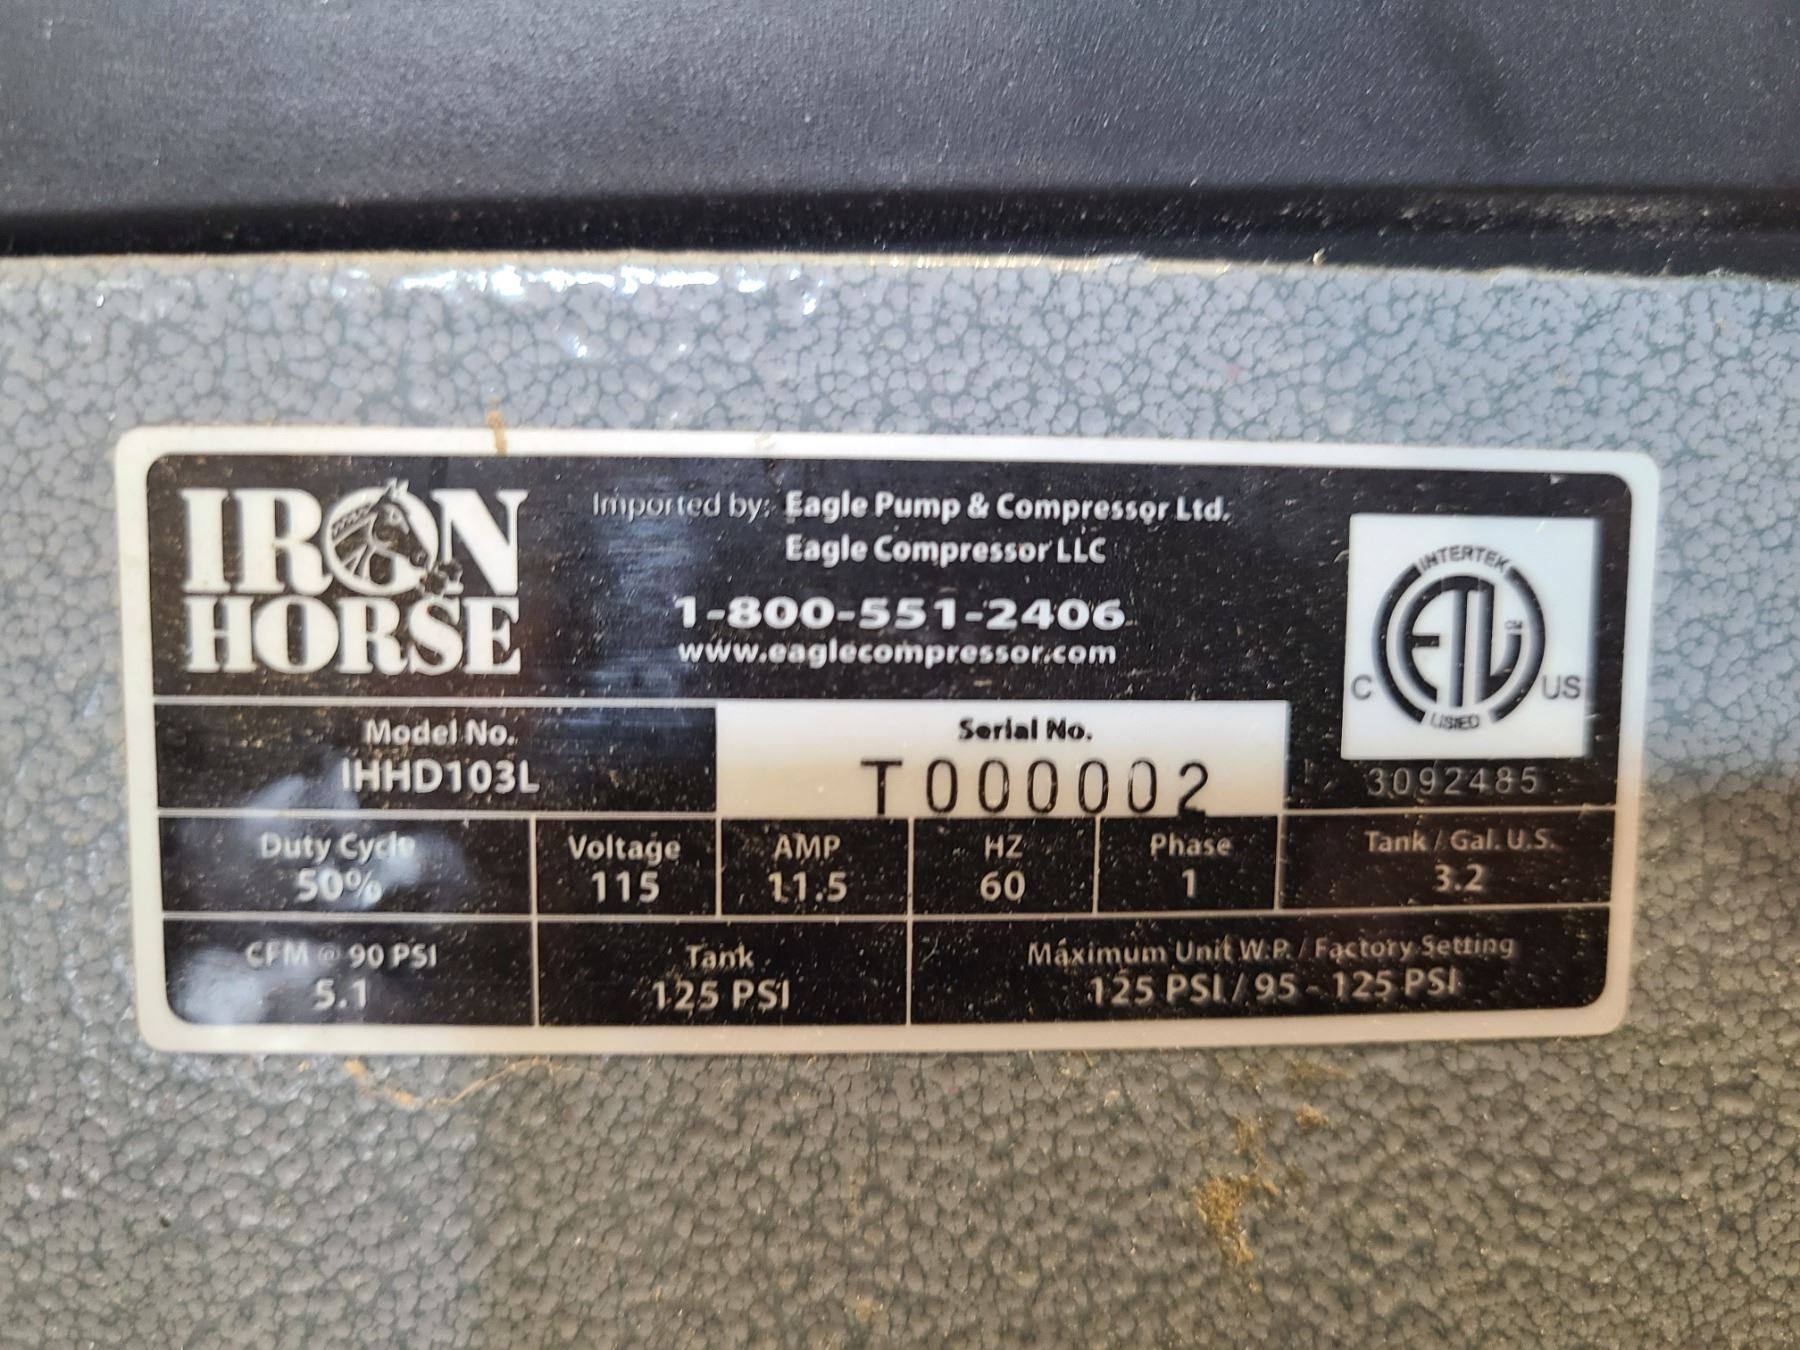 IRON
HORSE
Imported by: Eagle Pump & Compressor Ltd.
Eagle Compressor LLC
1-800-551-2406
www.eaglecompressor.com
INTERTEK
ETL
C US
LISTED
3092485
Model No.
IHHD103L
Serial No.
T000002
Duty Cycle
50%
Voltage
115
AMP
11.5
HZ
60
Phase
1
Tank / Gal. U.S.
3.2
CFM @ 90 PSI
5.1
Tank
125 PSI
Maximum Unit W.P. / Factory Setting
125 PSI / 95 - 125 PSI